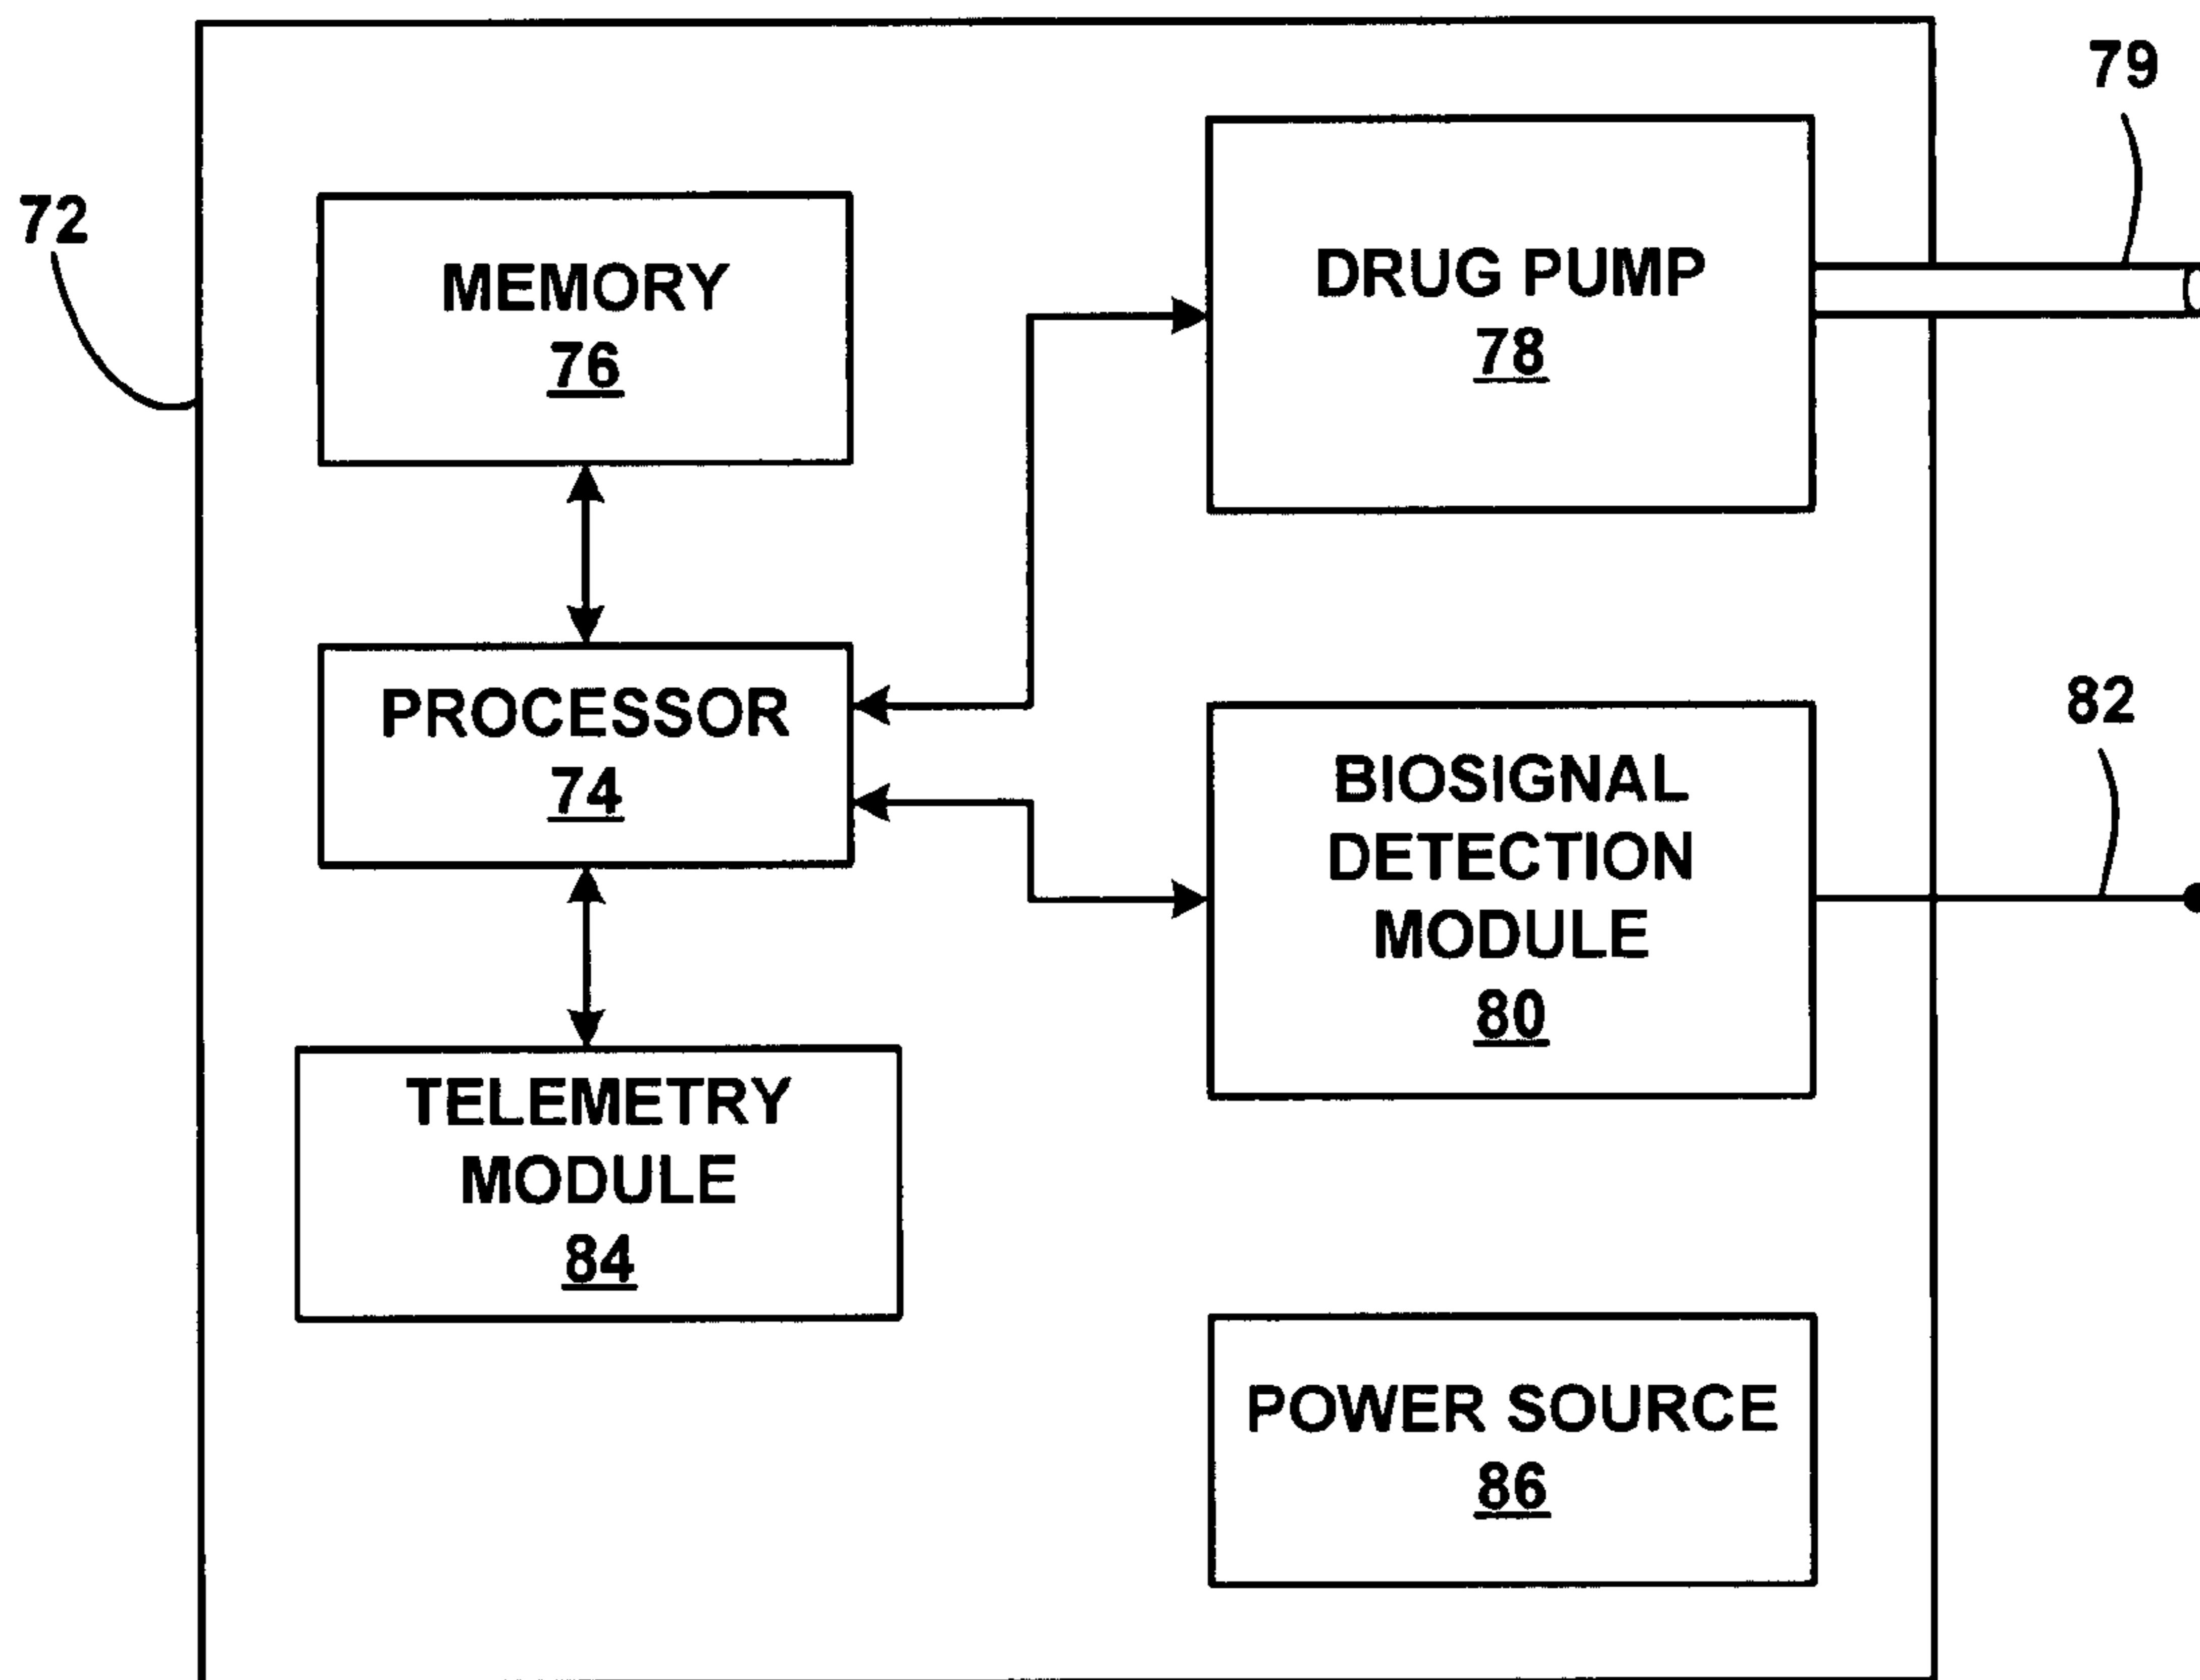 72
MEMORY
76
DRUG PUMP
78
79
PROCESSOR
74
BIOSIGNAL
DETECTION
MODULE
80
82
TELEMETRY
MODULE
84
POWER SOURCE
86